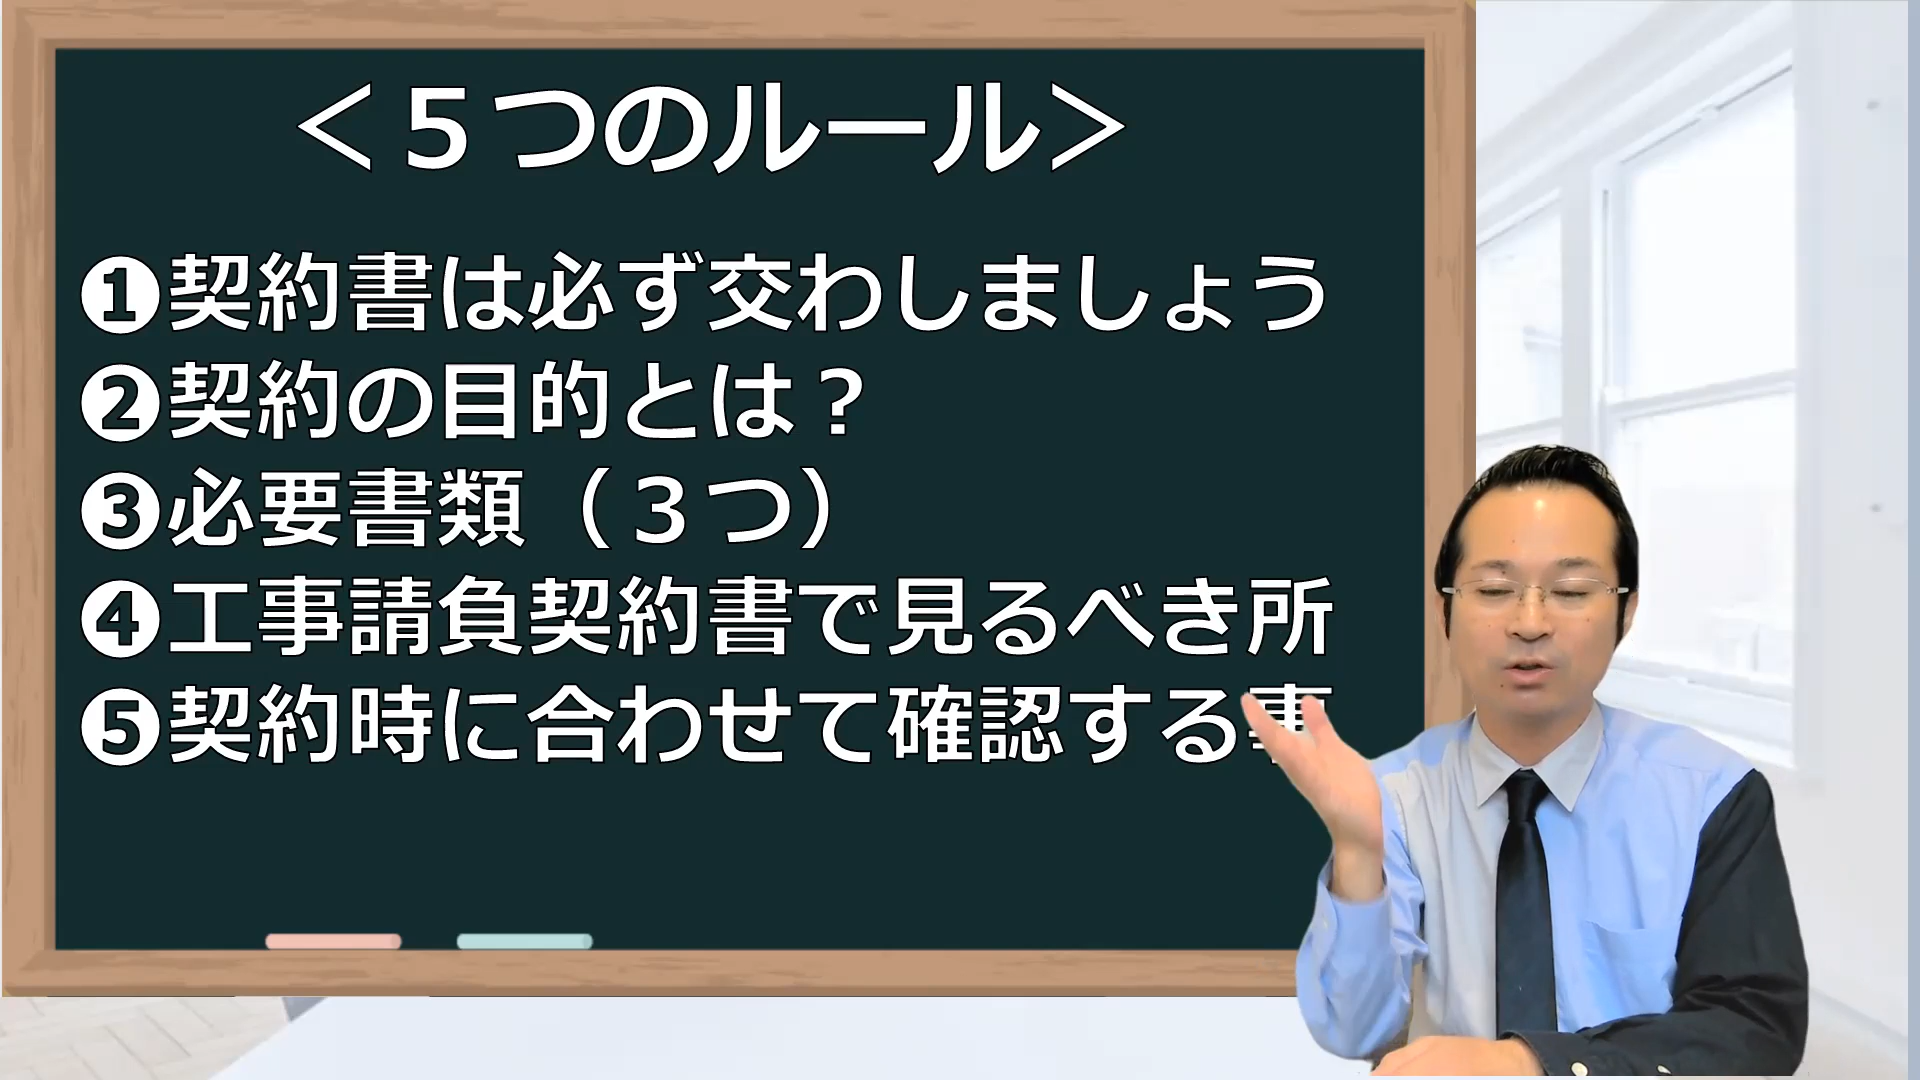 ＜５つのルール＞
❶契約書は必ず交わしましょう
❷契約の目的とは？
❸必要書類（３つ）
❹工事請負契約書で見るべき所
❺契約時に合わせて確認する事